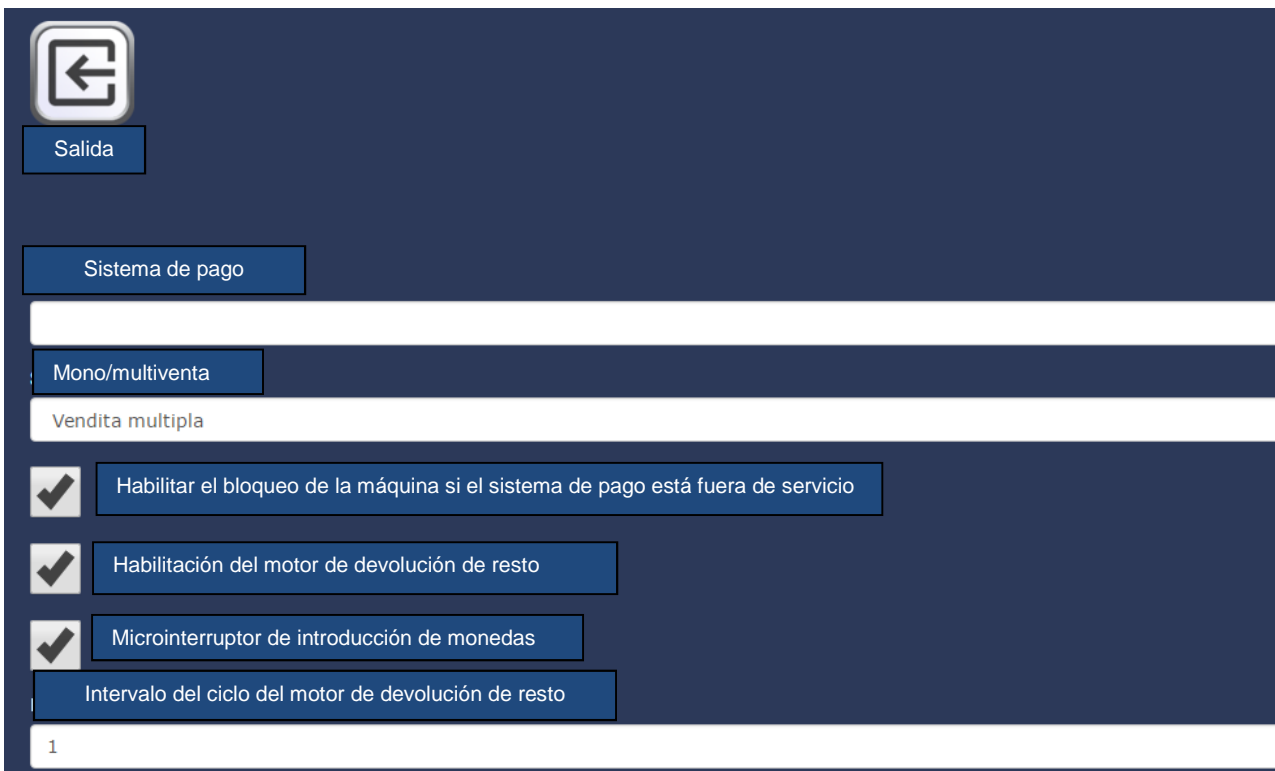 Salida
Sistema de pago
Mono/multiventa
Vendita multipla
Habilitar el bloqueo de la máquina si el sistema de pago está fuera de servicio
Habilitación del motor de devolución de resto
Microinterruptor de introducción de monedas
Intervalo del ciclo del motor de devolución de resto
1